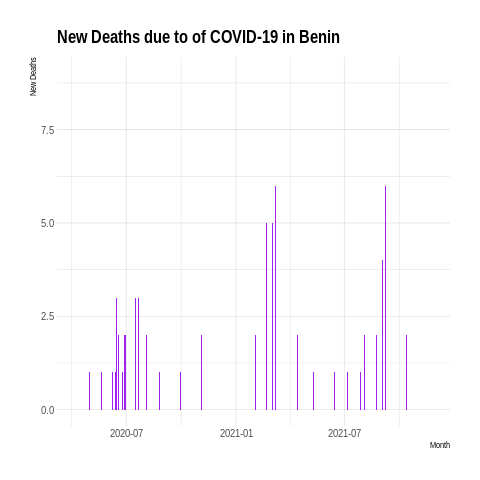 New Deaths due to of COVID-19 in Benin
New Deaths
7.5
5.0
2.5
0.0
2020-07 2021-01 2021-07
Month